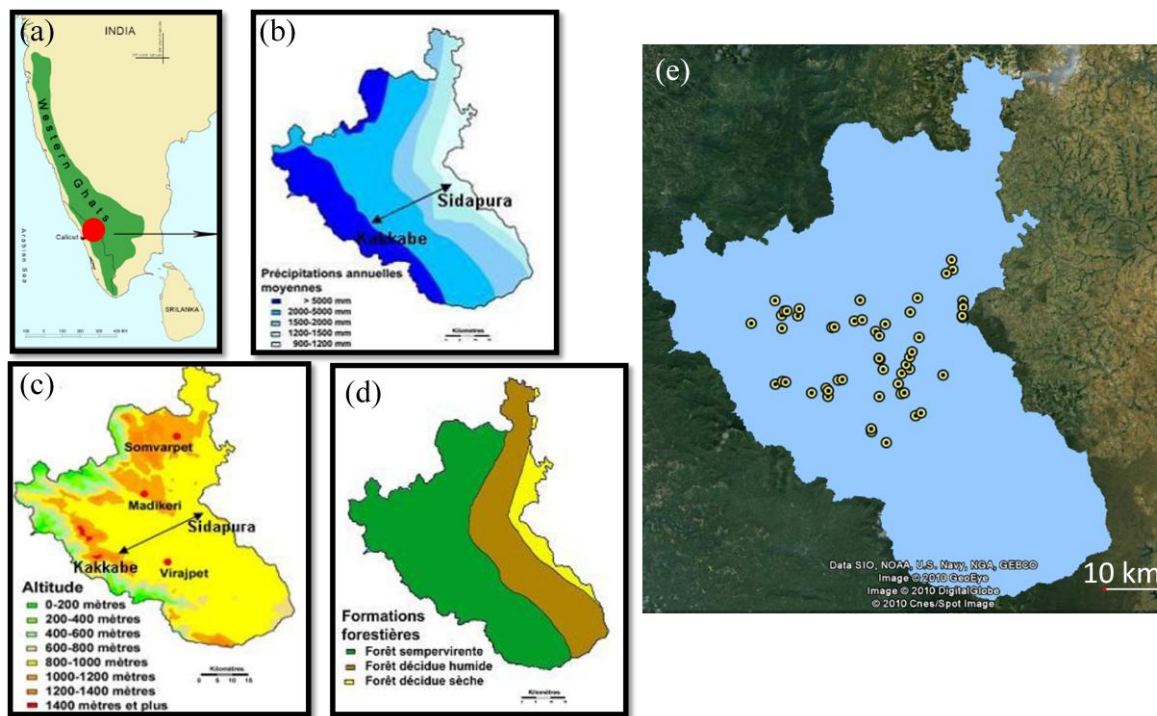 (a)
INDIA
Western Ghats
Calicut
Arabian Sea
SRILANKA
(b)
Sidapura
Kakkabe
Précipitations annuelles
moyennes
> 5000 mm
2000-5000 mm
1500-2000 mm
1200-1500 mm
900-1200 mm
Kilomètres
(c)
Somvarpet
Madikeri
Sidapura
Kakkabe
Virajpet
Altitude
0-200 mètres
200-400 mètres
400-600 mètres
600-800 mètres
800-1000 mètres
1000-1200 mètres
1200-1400 mètres
1400 mètres et plus
Kilomètres
0 5 10 15
(d)
Formations
forestières
Forêt sempervirente
Forêt décidue humide
Forêt décidue sèche
Kilomètres
(e)
Data SIO, NOAA, U.S. Navy, NGA, GEBCO
Image © 2010 GeoEye
Image © 2010 DigitalGlobe
© 2010 Cnes/Spot Image
10 km